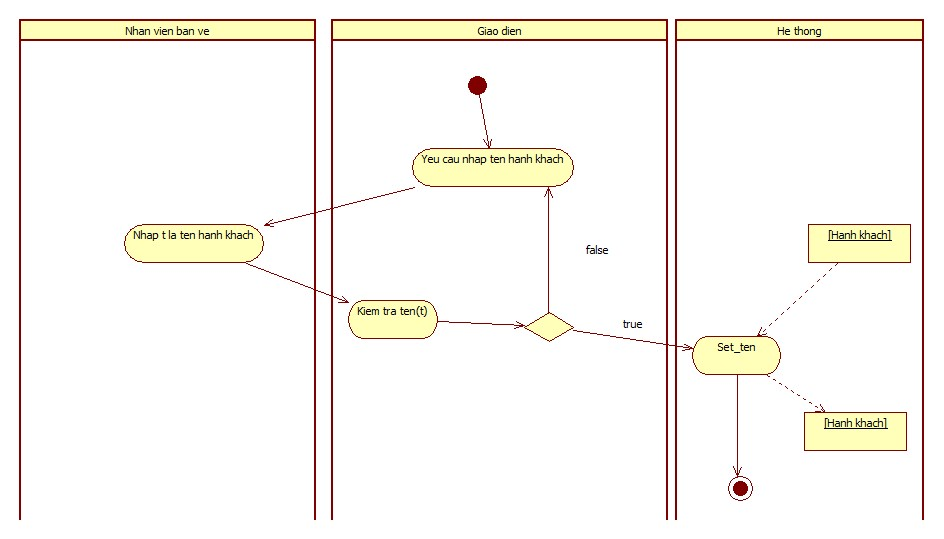 Nhan vien ban ve
Giao dien
He thong
Yeu cau nhap ten hanh khach
Nhap t la ten hanh khach
[Hanh khach]
false
Kiem tra ten(t)
true
Set_ten
[Hanh khach]